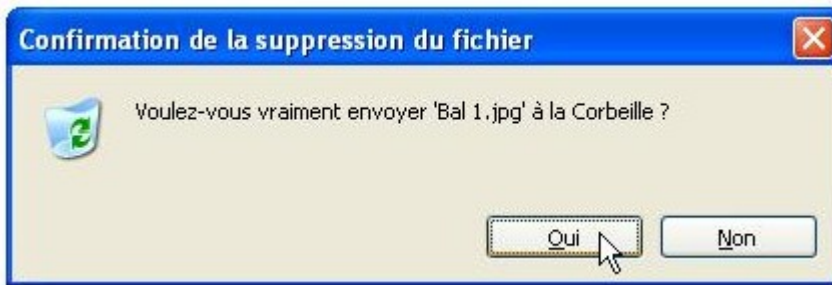 Confirmation de la suppression du fichier
Voulez-vous vraiment envoyer 'Bal 1.jpg' à la Corbeille ?
Oui
Non